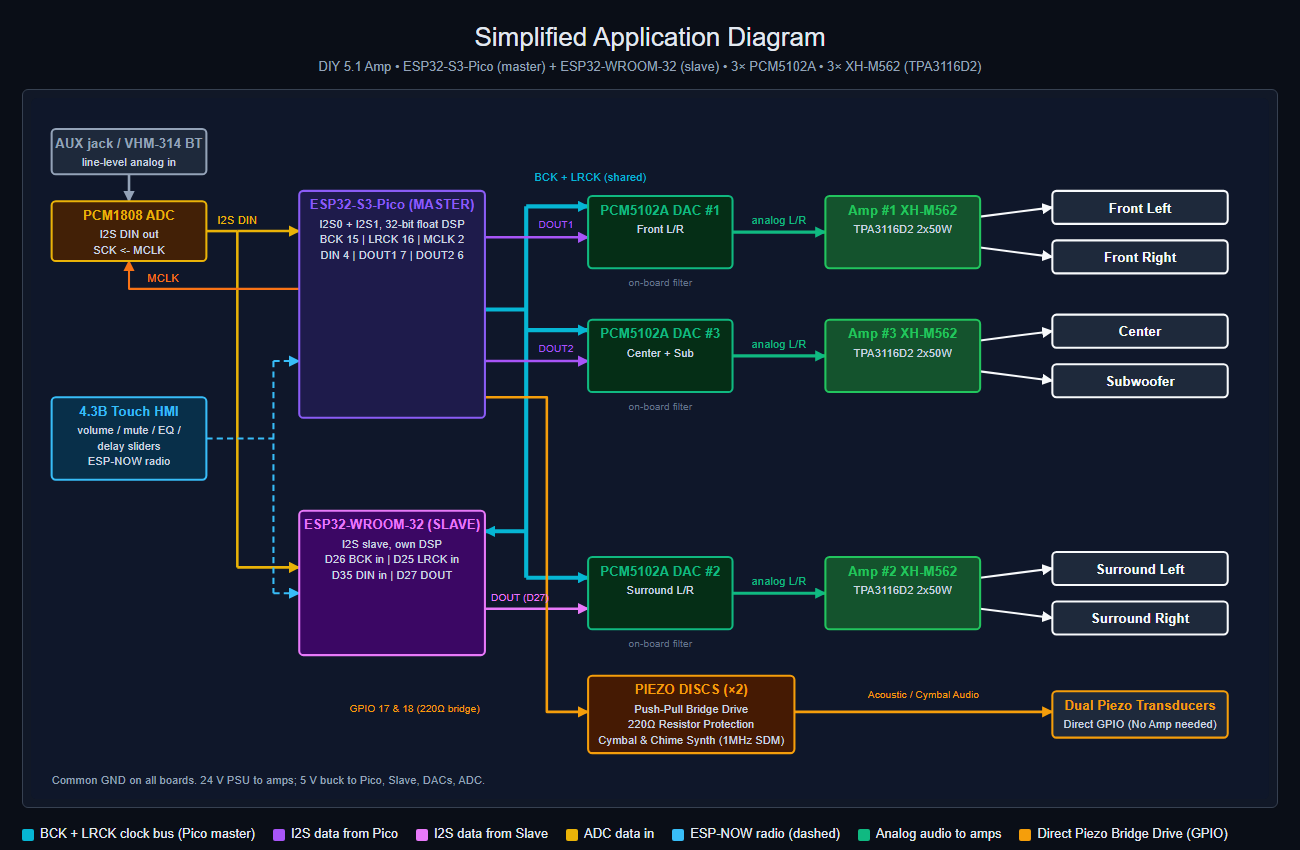 Simplified Application Diagram
DIY 5.1 Amp • ESP32-S3-Pico (master) + ESP32-WROOM-32 (slave) • 3× PCM5102A • 3× XH-M562 (TPA3116D2)
AUX jack / VHM-314 BT
line-level analog in
PCM1808 ADC
I2S DIN out
SCK <- MCLK
I2S DIN
MCLK
ESP32-S3-Pico (MASTER)
I2S0 + I2S1, 32-bit float DSP
BCK 15 | LRCK 16 | MCLK 2
DIN 4 | DOUT1 7 | DOUT2 6
BCK + LRCK (shared)
DOUT1
PCM5102A DAC #1
Front L/R
on-board filter
analog L/R
Amp #1 XH-M562
TPA3116D2 2x50W
Front Left
Front Right
DOUT2
PCM5102A DAC #3
Center + Sub
on-board filter
analog L/R
Amp #3 XH-M562
TPA3116D2 2x50W
Center
Subwoofer
4.3B Touch HMI
volume / mute / EQ /
delay sliders
ESP-NOW radio
ESP32-WROOM-32 (SLAVE)
I2S slave, own DSP
D26 BCK in | D25 LRCK in
D35 DIN in | D27 DOUT
DOUT (D27)
PCM5102A DAC #2
Surround L/R
on-board filter
analog L/R
Amp #2 XH-M562
TPA3116D2 2x50W
Surround Left
Surround Right
GPIO 17 & 18 (220Ω bridge)
PIEZO DISCS (×2)
Push-Pull Bridge Drive
220Ω Resistor Protection
Cymbal & Chime Synth (1MHz SDM)
Acoustic / Cymbal Audio
Dual Piezo Transducers
Direct GPIO (No Amp needed)
Common GND on all boards. 24 V PSU to amps; 5 V buck to Pico, Slave, DACs, ADC.
BCK + LRCK clock bus (Pico master)
I2S data from Pico
I2S data from Slave
ADC data in
ESP-NOW radio (dashed)
Analog audio to amps
Direct Piezo Bridge Drive (GPIO)